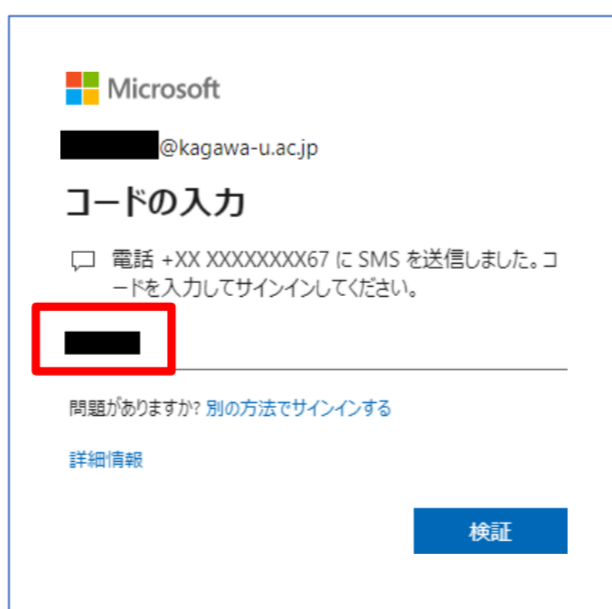 Microsoft
@kagawa-u.ac.jp
コードの入力
電話 +XX XXXXXXXX67 に SMS を送信しました。コ
ードを入力してサインインしてください。
問題がありますか? 別の方法でサインインする
詳細情報
検証